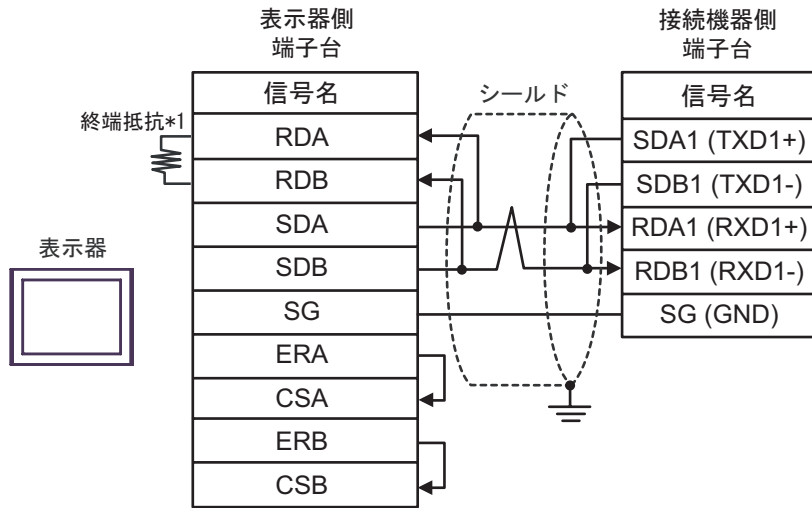 表示器側
端子台
接続機器側
端子台
信号名
シールド
信号名
終端抵抗*1
RDA
SDA1 (TXD1+)
RDB
SDB1 (TXD1-)
SDA
RDA1 (RXD1+)
表示器
SDB
RDB1 (RXD1-)
SG
SG (GND)
ERA
CSA
ERB
CSB